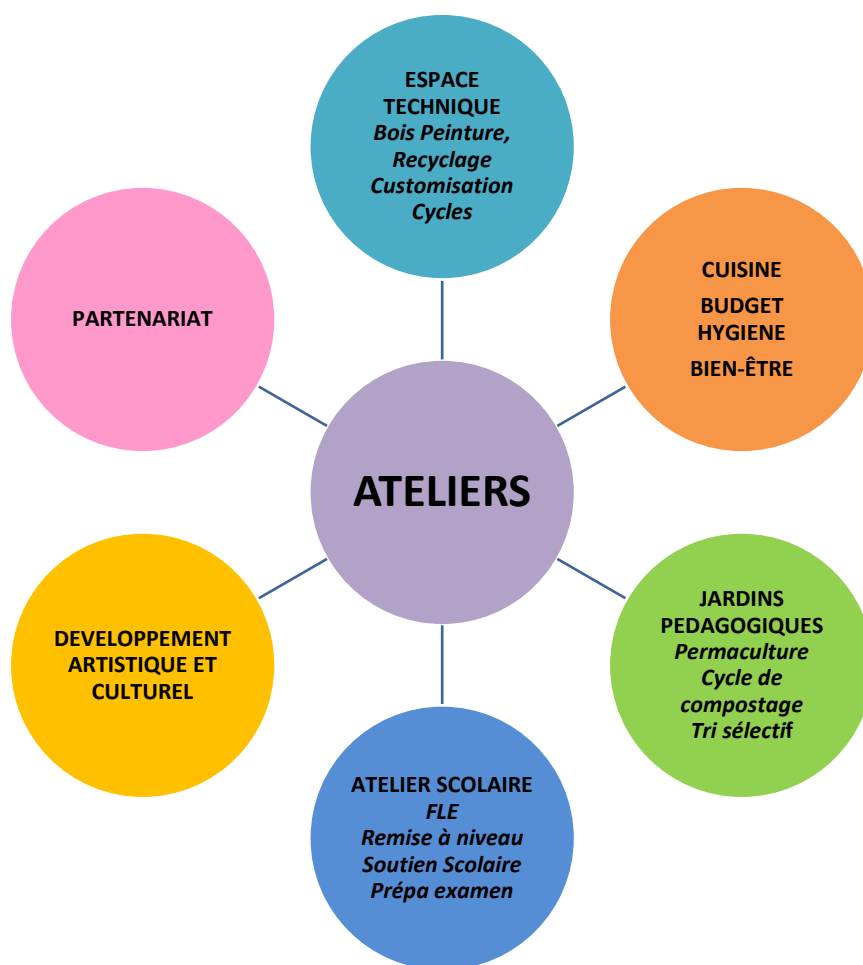 ESPACE
TECHNIQUE
Bois Peinture,
Recyclage
Customisation
Cycles
CUISINE
BUDGET
HYGIENE
BIEN-ÊTRE
PARTENARIAT
ATELIERS
JARDINS
PEDAGOGIQUES
Permaculture
Cycle de
compostage
Tri sélectif
DEVELOPPEMENT
ARTISTIQUE ET
CULTUREL
ATELIER SCOLAIRE
FLE
Remise à niveau
Soutien Scolaire
Prépa examen